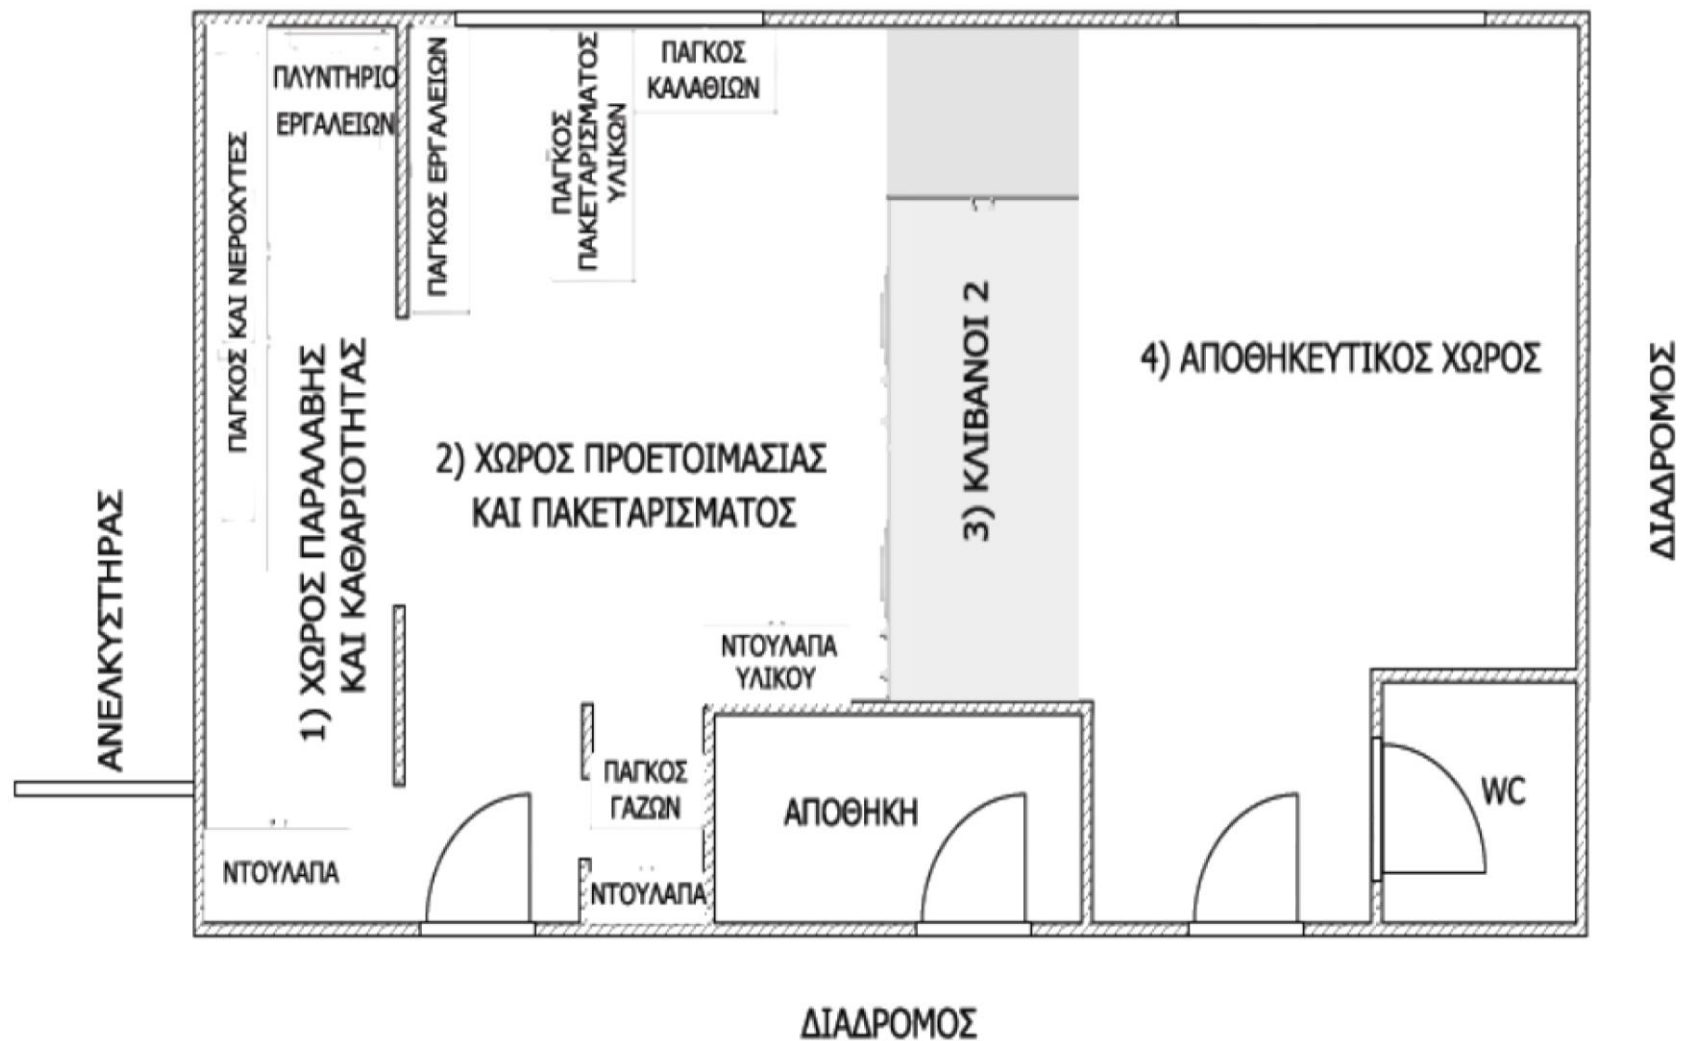 ΠΛΥΝΤΗΡΙΟ
ΕΡΓΑΛΕΙΩΝ
ΠΑΓΚΟΣ ΚΑΙ ΝΕΡΟΧΥΤΕΣ
ΠΑΓΚΟΣ ΕΡΓΑΛΕΙΩΝ
ΠΑΓΚΟΣ
ΠΑΚΕΤΑΡΙΣΜΑΤΟΣ
ΥΛΙΚΩΝ
ΠΑΓΚΟΣ
ΚΑΛΑΘΙΩΝ
1) ΧΩΡΟΣ ΠΑΡΑΛΑΒΗΣ
ΚΑΙ ΚΑΘΑΡΙΟΤΗΤΑΣ
2) ΧΩΡΟΣ ΠΡΟΕΤΟΙΜΑΣΙΑΣ
ΚΑΙ ΠΑΚΕΤΑΡΙΣΜΑΤΟΣ
3) ΚΛΙΒΑΝΟΙ 2
4) ΑΠΟΘΗΚΕΥΤΙΚΟΣ ΧΩΡΟΣ
ΔΙΑΔΡΟΜΟΣ
ΑΝΕΛΚΥΣΤΗΡΑΣ
ΝΤΟΥΛΑΠΑ
ΥΛΙΚΟΥ
ΠΑΓΚΟΣ
ΓΑΖΩΝ
ΑΠΟΘΗΚΗ
WC
ΝΤΟΥΛΑΠΑ
ΝΤΟΥΛΑΠΑ
ΔΙΑΔΡΟΜΟΣ